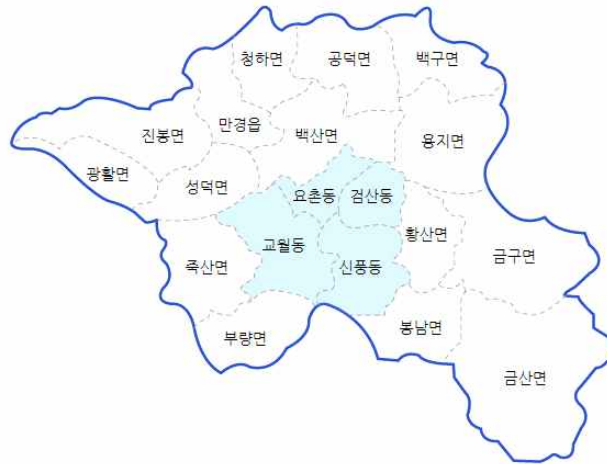 청하면
공덕면
백구면
진봉면
만경읍
백산면
용지면
광활면
성덕면
요촌동
검산동
교월동
황산면
죽산면
신풍동
금구면
부량면
봉남면
금산면